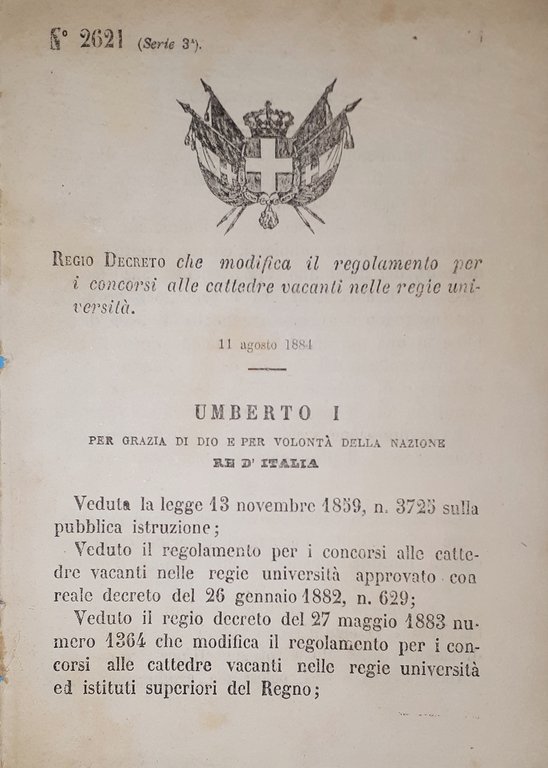 N° 2621 (Serie 3ª).
REGIO DECRETO che modifica il regolamento per
i concorsi alle cattedre vacanti nelle regie uni-
versità.
11 agosto 1884
UMBERTO I
PER GRAZIA DI DIO E PER VOLONTÀ DELLA NAZIONE
RE D'ITALIA
Veduta la legge 13 novembre 1859, n. 3725 sulla
pubblica istruzione;
Veduto il regolamento per i concorsi alle catte-
dre vacanti nelle regie università approvato con
reale decreto del 26 gennaio 1882, n. 629;
Veduto il regio decreto del 27 maggio 1883 nu-
mero 1364 che modifica il regolamento per i con-
corsi alle cattedre vacanti nelle regie università
ed istituti superiori del Regno;